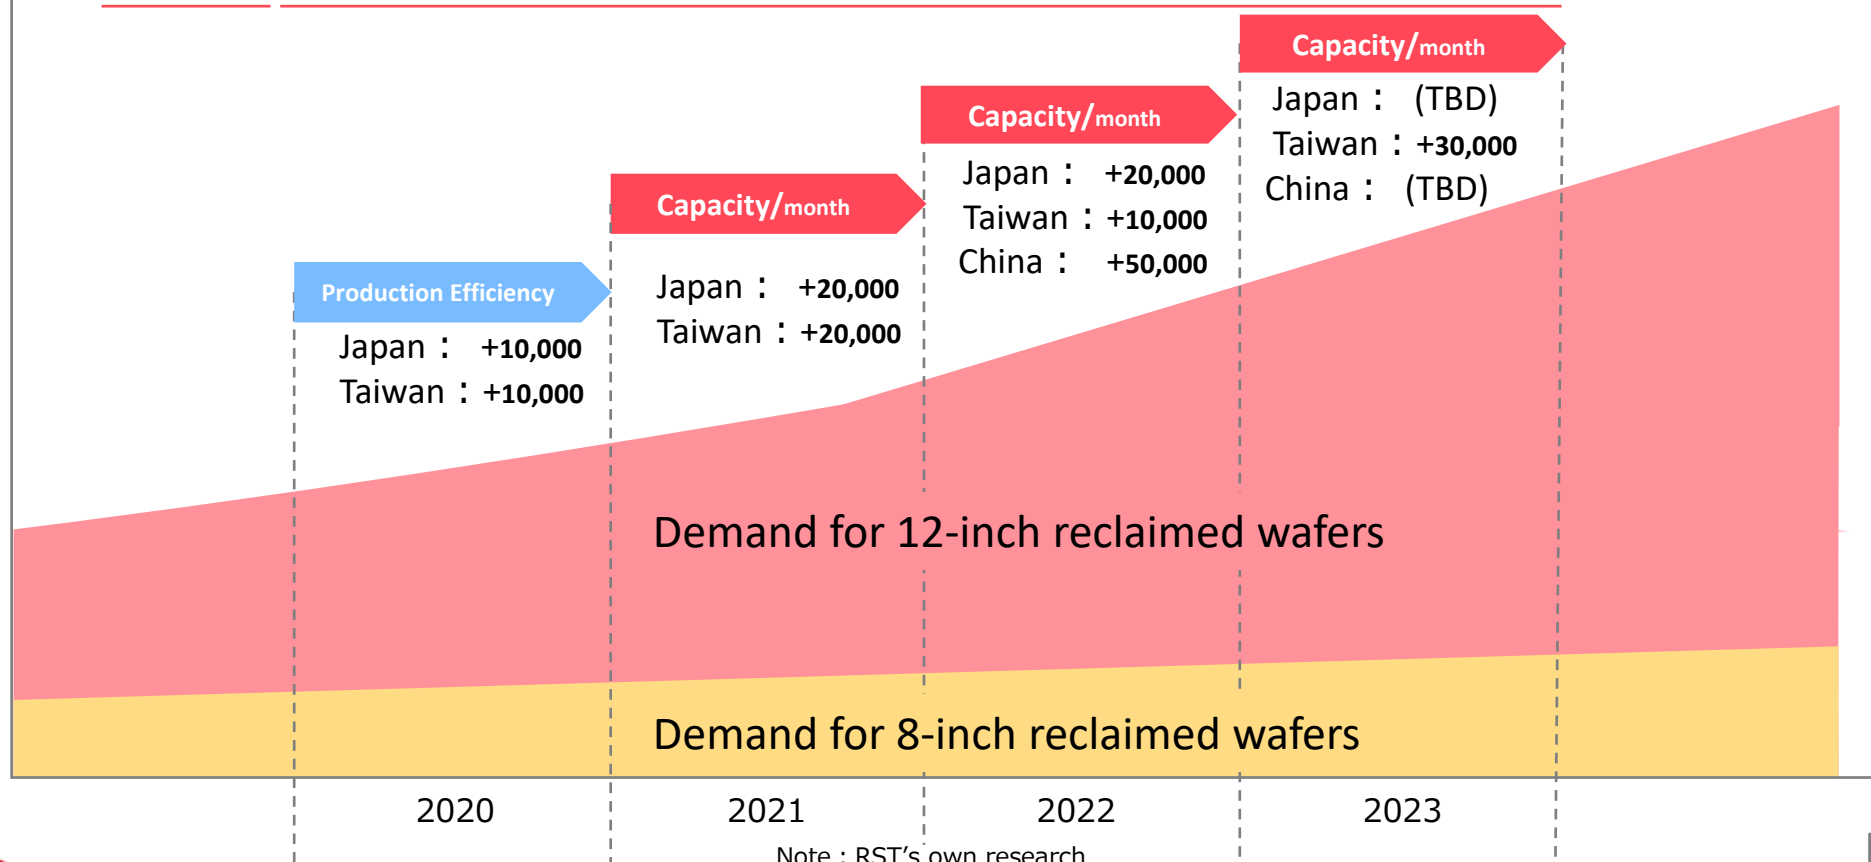 Capacity/month
Japan： (TBD)
Taiwan：+30,000
China： (TBD)
Capacity/month
Japan： +20,000
Taiwan：+10,000
China： +50,000
Capacity/month
Japan： +20,000
Taiwan：+20,000
Production Efficiency
Japan： +10,000
Taiwan：+10,000
Demand for 12-inch reclaimed wafers
Demand for 8-inch reclaimed wafers
2020 2021 2022 2023
Note : RST's own research